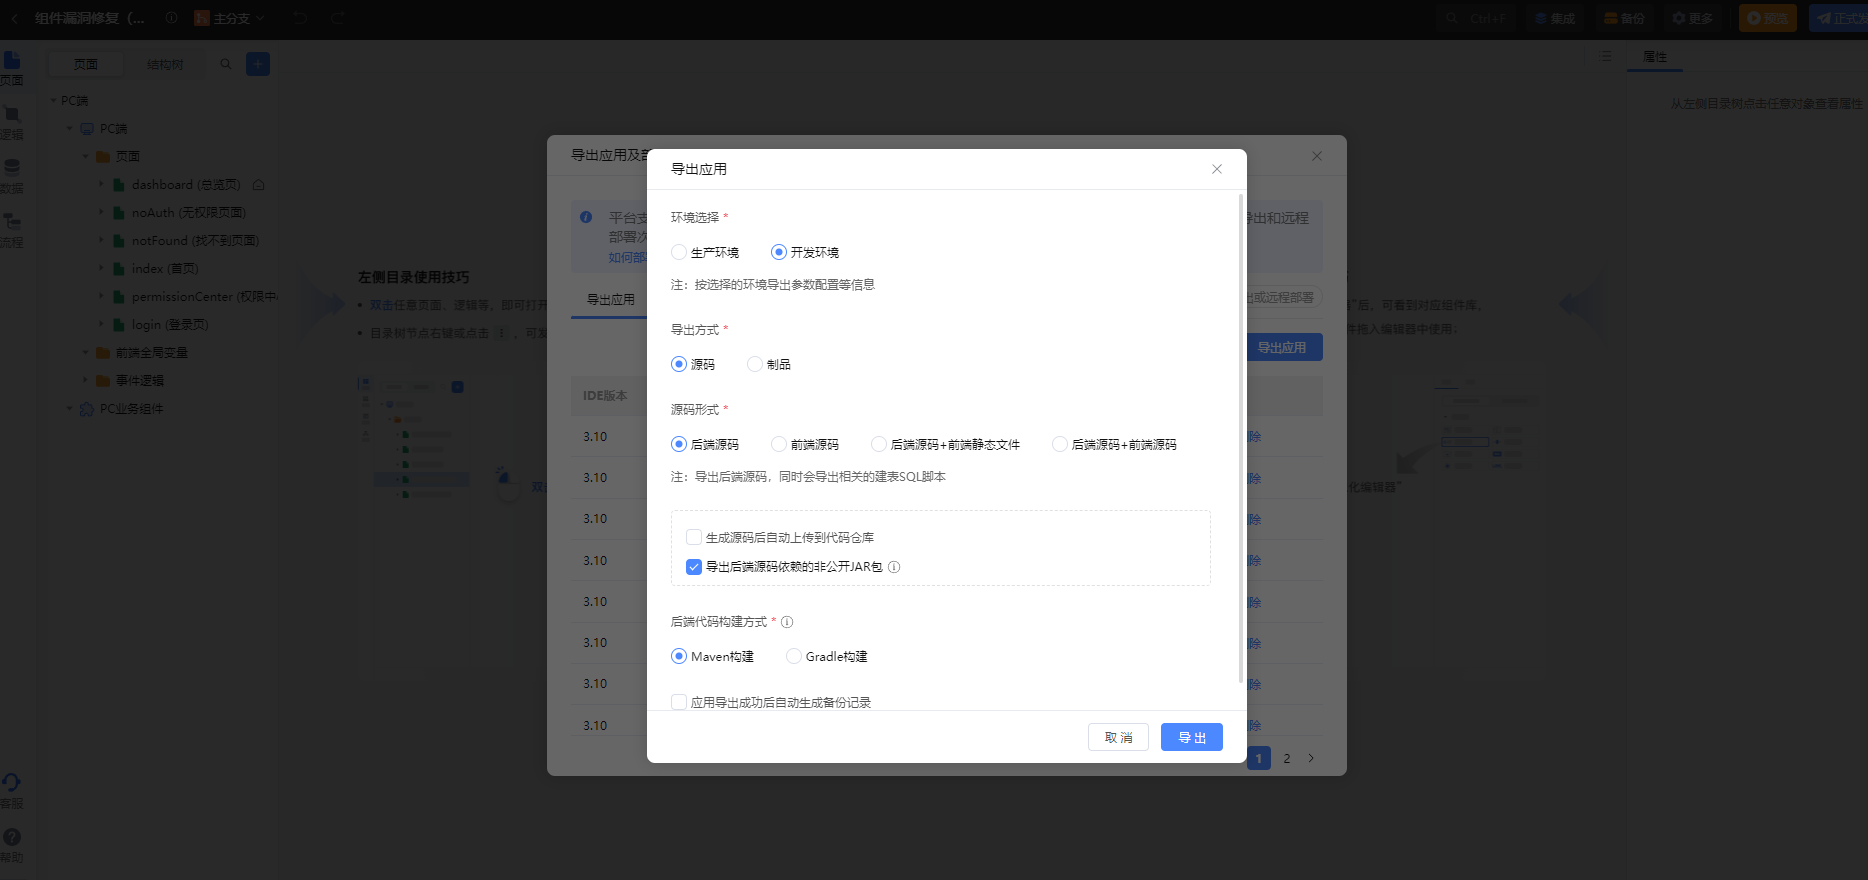 组件漏洞修复（...
主分支
Ctrl+F
集成
备份
更多
预览
正式发
页面
逻辑
数据
流程
客服
帮助
页面
结构树
PC端
PC端
页面
dashboard (总览页)
noAuth (无权限页面)
notFound (找不到页面)
index (首页)
permissionCenter (权限中
login (登录页)
前端全局变量
事件逻辑
PC业务组件
左侧目录使用技巧
双击任意页面、逻辑等，即可打开
目录树节点右键或点击 ⋮ ，可发
双击
属性
从左侧目录树点击任意对象查看属性
器"后，可看到对应组件库，
件拖入编辑器中使用：
化编辑器"
导出应用及部
平台支
导出和远程
部署次
如何部
导出应用
出或远程部署
导出应用
IDE版本
3.10
除
3.10
除
3.10
除
3.10
除
3.10
除
3.10
除
3.10
除
3.10
除
1
2
导出应用
环境选择 *
生产环境
开发环境
注：按选择的环境导出参数配置等信息
导出方式 *
源码
制品
源码形式 *
后端源码
前端源码
后端源码+前端静态文件
后端源码+前端源码
注：导出后端源码，同时会导出相关的建表SQL脚本
生成源码后自动上传到代码仓库
导出后端源码依赖的非公开JAR包
后端代码构建方式 *
Maven构建
Gradle构建
应用导出成功后自动生成备份记录
取 消
导 出